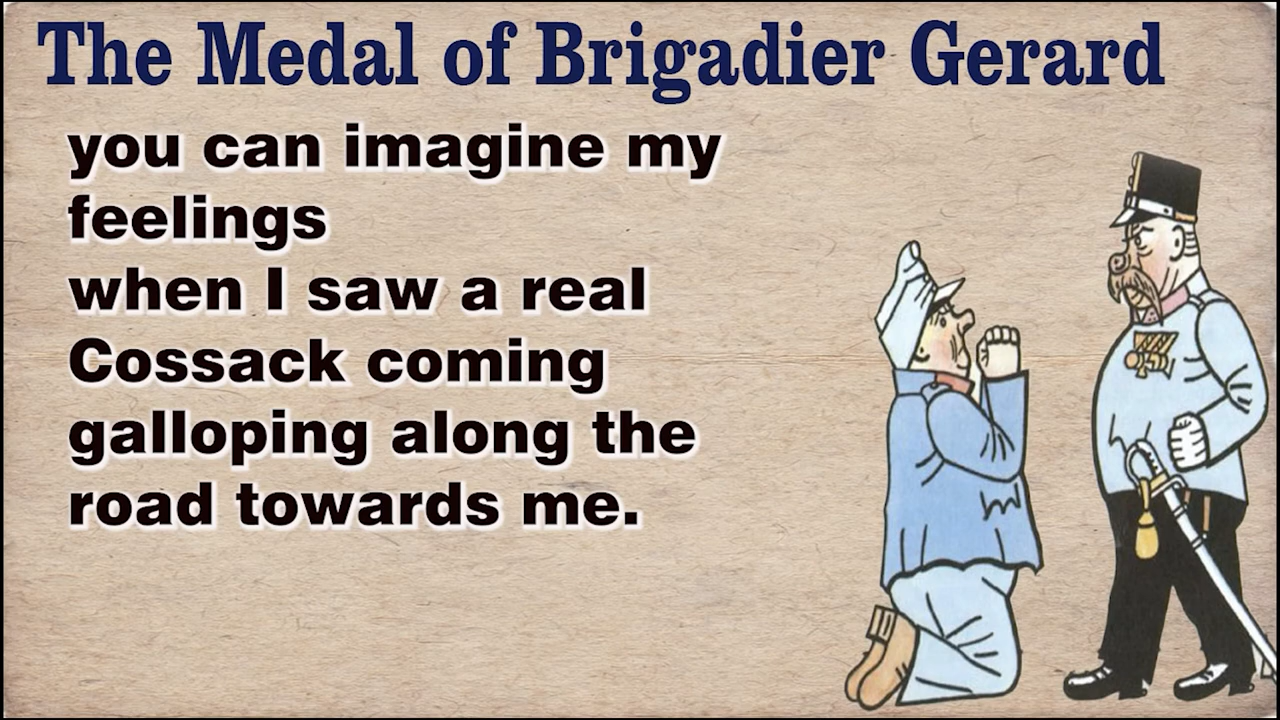 The Medal of Brigadier Gerard
you can imagine my
feelings
when I saw a real
Cossack coming
galloping along the
road towards me.